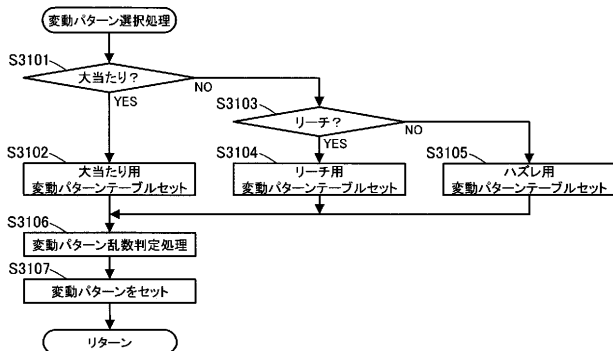 変動パターン選択処理
S3101
大当たり?
NO
YES
S3103
リーチ?
NO
YES
S3102
大当たり用
変動パターンテーブルセット
S3104
リーチ用
変動パターンテーブルセット
S3105
ハズレ用
変動パターンテーブルセット
S3106
変動パターン乱数判定処理
S3107
変動パターンをセット
リターン